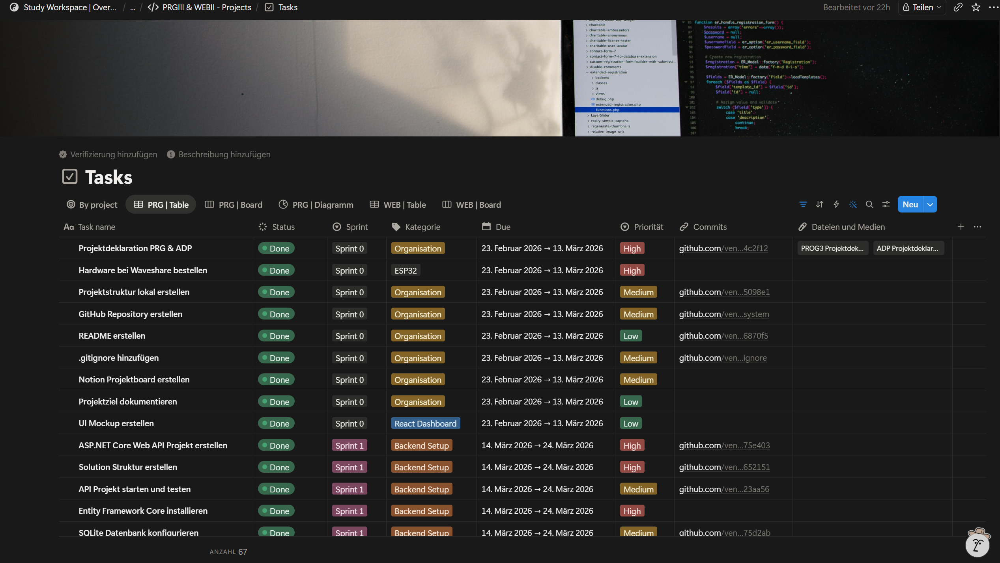 Study Workspace | Over... / ... / </> PRGIII & WEBII - Projects / Tasks
Bearbeitet vor 22h Teilen
charitable
charitable-ambassadors
charitable-anonymous
charitable-license-tester
charitable-user-avatar
contact-form-7
contact-form-7-to-database-extension
custom-registration-form-builder-with-submissi...
disable-comments
extended-registration
backend
classes
js
views
debug.php
extended-registration.php
functions.php
LayerSlider
really-simple-captcha
regenerate-thumbnails
relative-image-urls
85 function er_handle_registration_form() {
86 $results = array('errors'=>array());
87 $password = null;
88 $username = null;
89 $usernameField = er_option('er_username_field');
90 $passwordField = er_option('er_password_field');
91
92 # Create new registration
93 $registration = ER_Model::factory('Registration');
94 $registration['time'] = date('Y-m-d H-i-s');
95
96 $fields = ER_Model::factory('Field')->loadTemplates();
97 foreach ($fields as $field) {
98 $field['template_id'] = $field['id'];
99 $field['id'] = null;
100
101 # Assign value and validate
102 switch ($field['type']) {
103 case 'title':
104 case 'description':
105 continue;
106 break;
107
Verifizierung hinzufügen Beschreibung hinzufügen
Tasks
By project PRG | Table PRG | Board PRG | Diagramm WEB | Table WEB | Board Neu
Aa Task name Status Sprint Kategorie Due Priorität Commits Dateien und Medien
Projektdeklaration PRG & ADP Done Sprint 0 Organisation 23. Februar 2026 → 13. März 2026 High github.com/ven...4c2f12 PROG3 Projektdek... ADP Projektdeklar...
Hardware bei Waveshare bestellen Done Sprint 0 ESP32 23. Februar 2026 → 13. März 2026 High
Projektstruktur lokal erstellen Done Sprint 0 Organisation 23. Februar 2026 → 13. März 2026 Medium github.com/ven...5098e1
GitHub Repository erstellen Done Sprint 0 Organisation 23. Februar 2026 → 13. März 2026 Medium github.com/ven...system
README erstellen Done Sprint 0 Organisation 23. Februar 2026 → 13. März 2026 Low github.com/ven...6870f5
.gitignore hinzufügen Done Sprint 0 Organisation 23. Februar 2026 → 13. März 2026 Medium github.com/ven...ignore
Notion Projektboard erstellen Done Sprint 0 Organisation 23. Februar 2026 → 13. März 2026 Medium
Projektziel dokumentieren Done Sprint 0 Organisation 23. Februar 2026 → 13. März 2026 Low
UI Mockup erstellen Done Sprint 0 React Dashboard 23. Februar 2026 → 13. März 2026 Low
ASP.NET Core Web API Projekt erstellen Done Sprint 1 Backend Setup 14. März 2026 → 24. März 2026 High github.com/ven...75e403
Solution Struktur erstellen Done Sprint 1 Backend Setup 14. März 2026 → 24. März 2026 High github.com/ven...652151
API Projekt starten und testen Done Sprint 1 Backend Setup 14. März 2026 → 24. März 2026 Medium github.com/ven...23aa56
Entity Framework Core installieren Done Sprint 1 Backend Setup 14. März 2026 → 24. März 2026 High
SQLite Datenbank konfigurieren Done Sprint 1 Backend Setup 14. März 2026 → 24. März 2026 Medium github.com/ven...75d2ab
ANZAHL 67